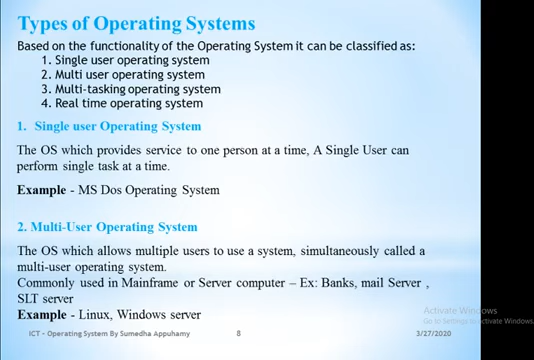 Types of Operating Systems
Based on the functionality of the Operating System it can be classified as:
1. Single user operating system
2. Multi user operating system
3. Multi-tasking operating system
4. Real time operating system
1. Single user Operating System
The OS which provides service to one person at a time, A Single User can
perform single task at a time.
Example - MS Dos Operating System
2. Multi-User Operating System
The OS which allows multiple users to use a system, simultaneously called a
multi-user operating system.
Commonly used in Mainframe or Server computer – Ex: Banks, mail Server ,
SLT server
Example - Linux, Windows server
Activate Windows
Go to Settings to activate Windows.
ICT - Operating System By Sumedha Appuhamy 8 3/27/2020